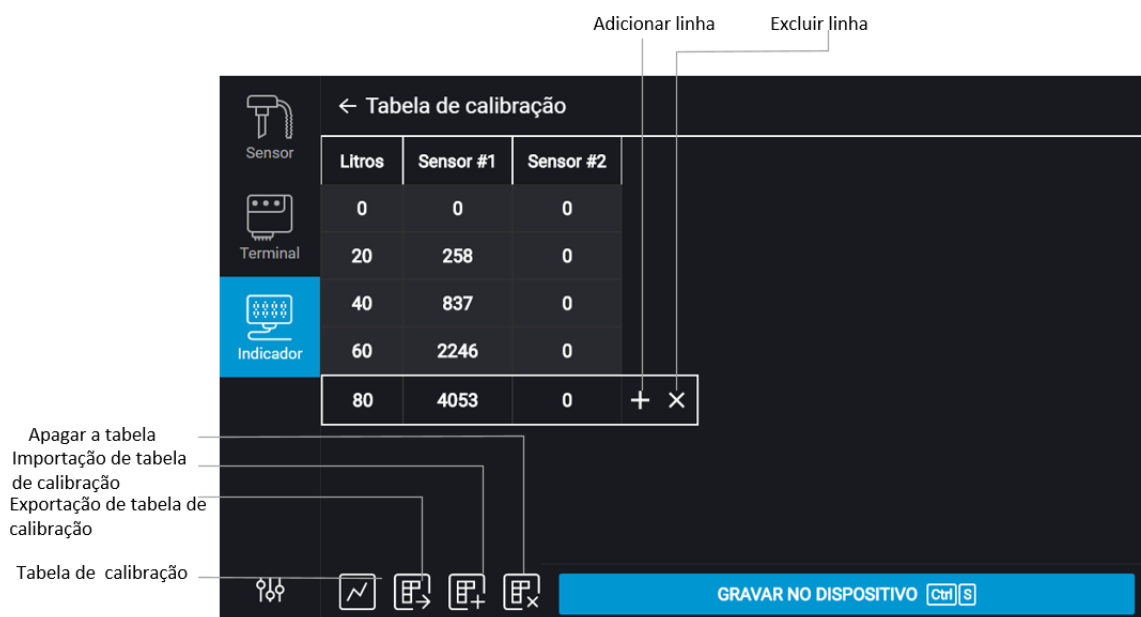 Adicionar linha Excluir linha
Sensor
← Tabela de calibração
Litros Sensor #1 Sensor #2
0 0 0
Terminal
20 258 0
40 837 0
Indicador
60 2246 0
80 4053 0 + ×
Apagar a tabela
Importação de tabela
de calibração
Exportação de tabela de
calibração
Tabela de calibração
GRAVAR NO DISPOSITIVO Ctrl S